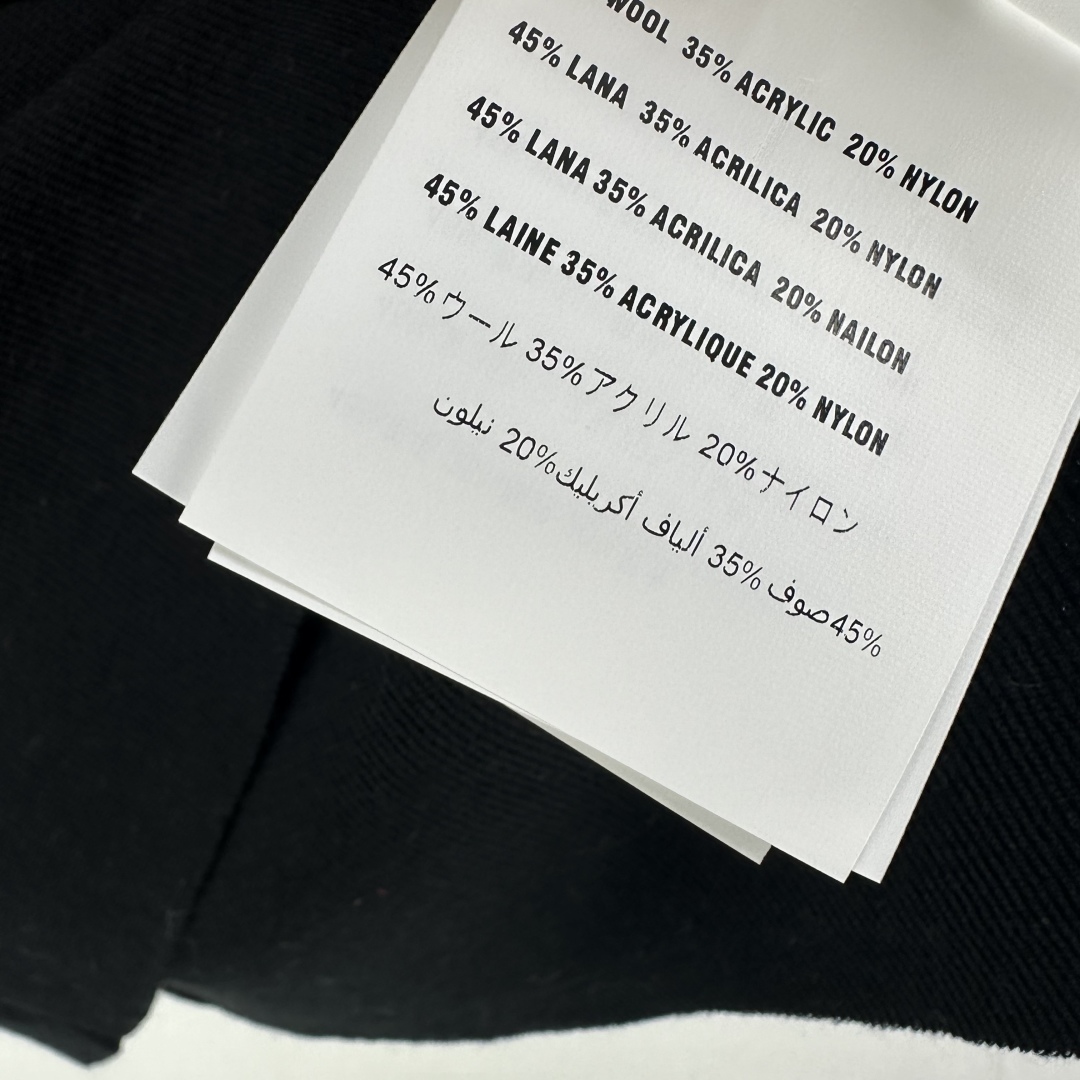 WOOL 35% ACRYLIC 20% NYLON
45% LANA 35% ACRILICA 20% NYLON
45% LANA 35% ACRILICA 20% NAILON
45% LAINE 35% ACRYLIQUE 20% NYLON
45%ウール 35%アクリル 20%ナイロン
45%صوف 35% ألياف أكريليك20% نيلون